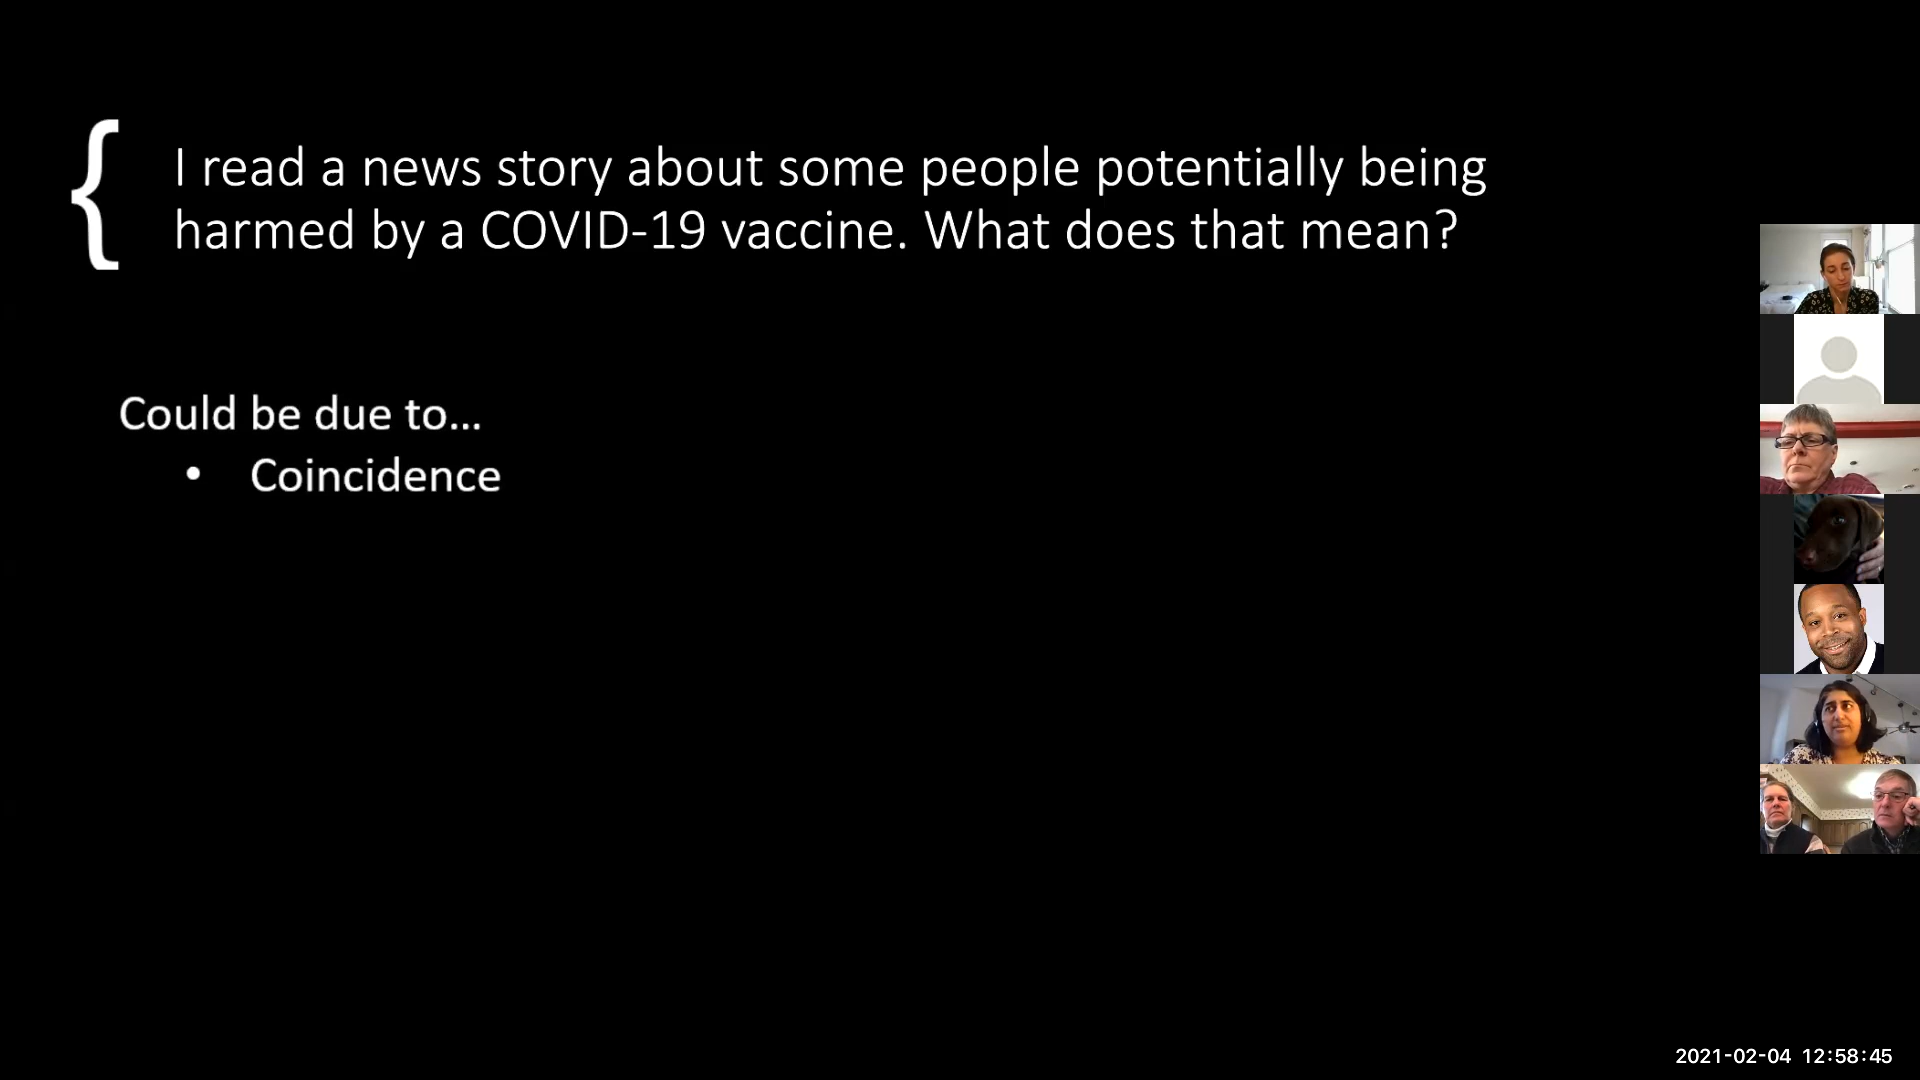 { I read a news story about some people potentially being
harmed by a COVID-19 vaccine. What does that mean?
Could be due to...
• Coincidence
2021-02-04 12:58:45